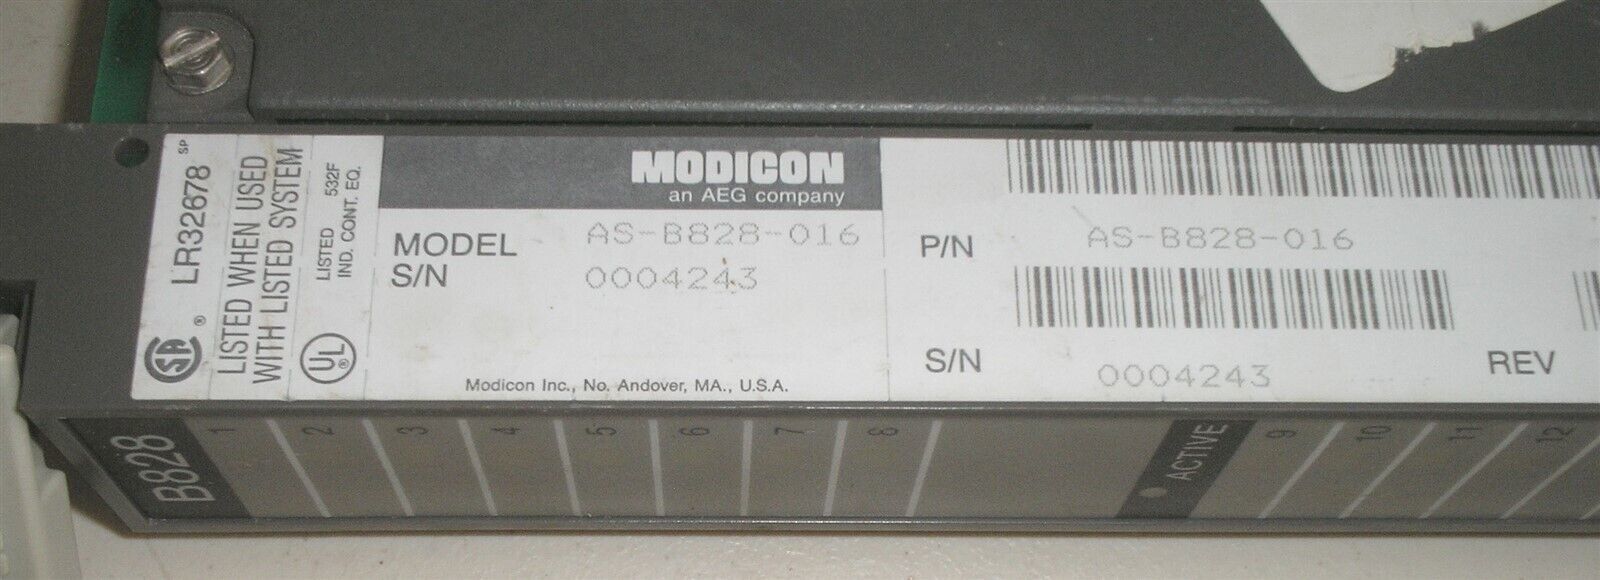 LR32678 SP
LISTED WHEN USED
WITH LISTED SYSTEM
SA ®
LISTED 532F
IND. CONT. EQ.
UL ®
MODICON
an AEG company
MODEL AS-B828-016
S/N 0004243
Modicon Inc., No. Andover, MA., U.S.A.
P/N AS-B828-016
S/N 0004243 REV
B828 1 2 3 4 5 6 7 8 ACTIVE 9 10 11 12